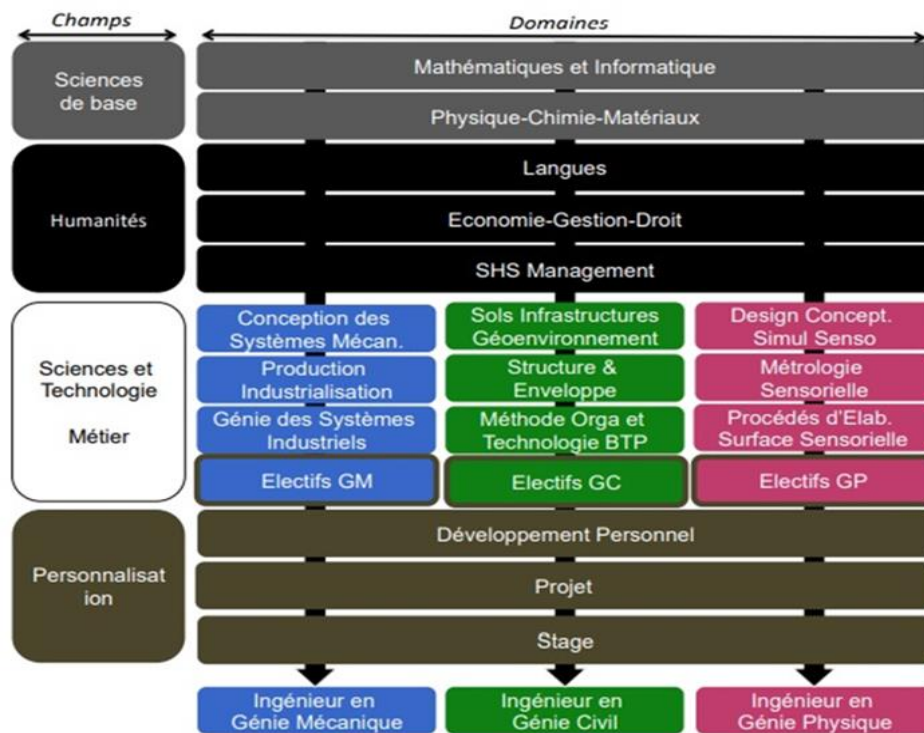 Champs
Domaines
Sciences
de base
Mathématiques et Informatique
Physique-Chimie-Matériaux
Humanités
Langues
Economie-Gestion-Droit
SHS Management
Sciences et
Technologie
Métier
Conception des
Systèmes Mécan.
Sols Infrastructures
Géoenvironnement
Design Concept.
Simul Senso
Production
Industrialisation
Structure &
Enveloppe
Métrologie
Sensorielle
Génie des Systèmes
Industriels
Méthode Orga et
Technologie BTP
Procédés d'Elab.
Surface Sensorielle
Electifs GM
Electifs GC
Electifs GP
Personnalisat
ion
Développement Personnel
Projet
Stage
Ingénieur en
Génie Mécanique
Ingénieur en
Génie Civil
Ingénieur en
Génie Physique